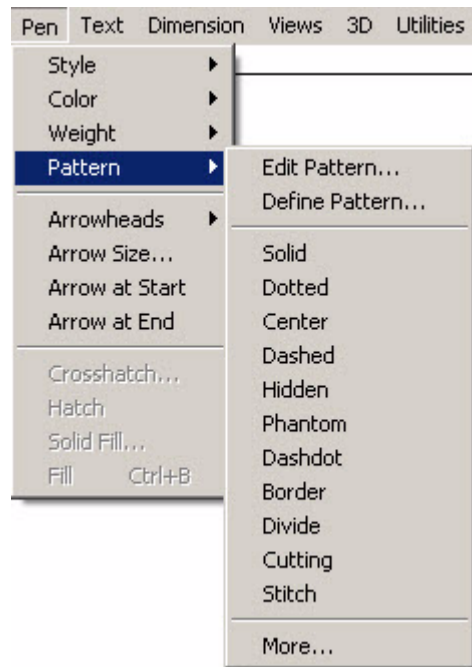 Pen Text Dimension Views 3D Utilities
Style
Color
Weight
Pattern
Arrowheads
Arrow Size...
Arrow at Start
Arrow at End
Crosshatch...
Hatch
Solid Fill...
Fill Ctrl+B
Edit Pattern...
Define Pattern...
Solid
Dotted
Center
Dashed
Hidden
Phantom
Dashdot
Border
Divide
Cutting
Stitch
More...